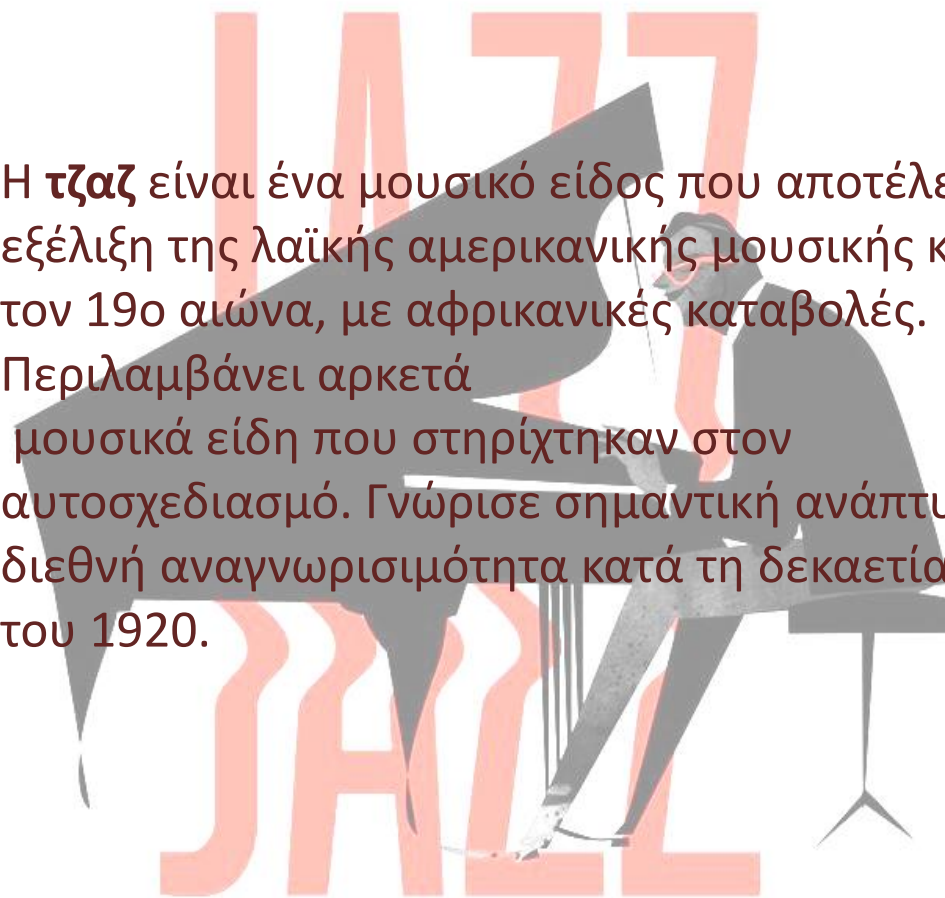 JAZZ
Η τζαζ είναι ένα μουσικό είδος που αποτέλε
εξέλιξη της λαϊκής αμερικανικής μουσικής κ
τον 19ο αιώνα, με αφρικανικές καταβολές.
Περιλαμβάνει αρκετά
μουσικά είδη που στηρίχτηκαν στον
αυτοσχεδιασμό. Γνώρισε σημαντική ανάπτυ
διεθνή αναγνωρισιμότητα κατά τη δεκαετία
του 1920.
JAZZ